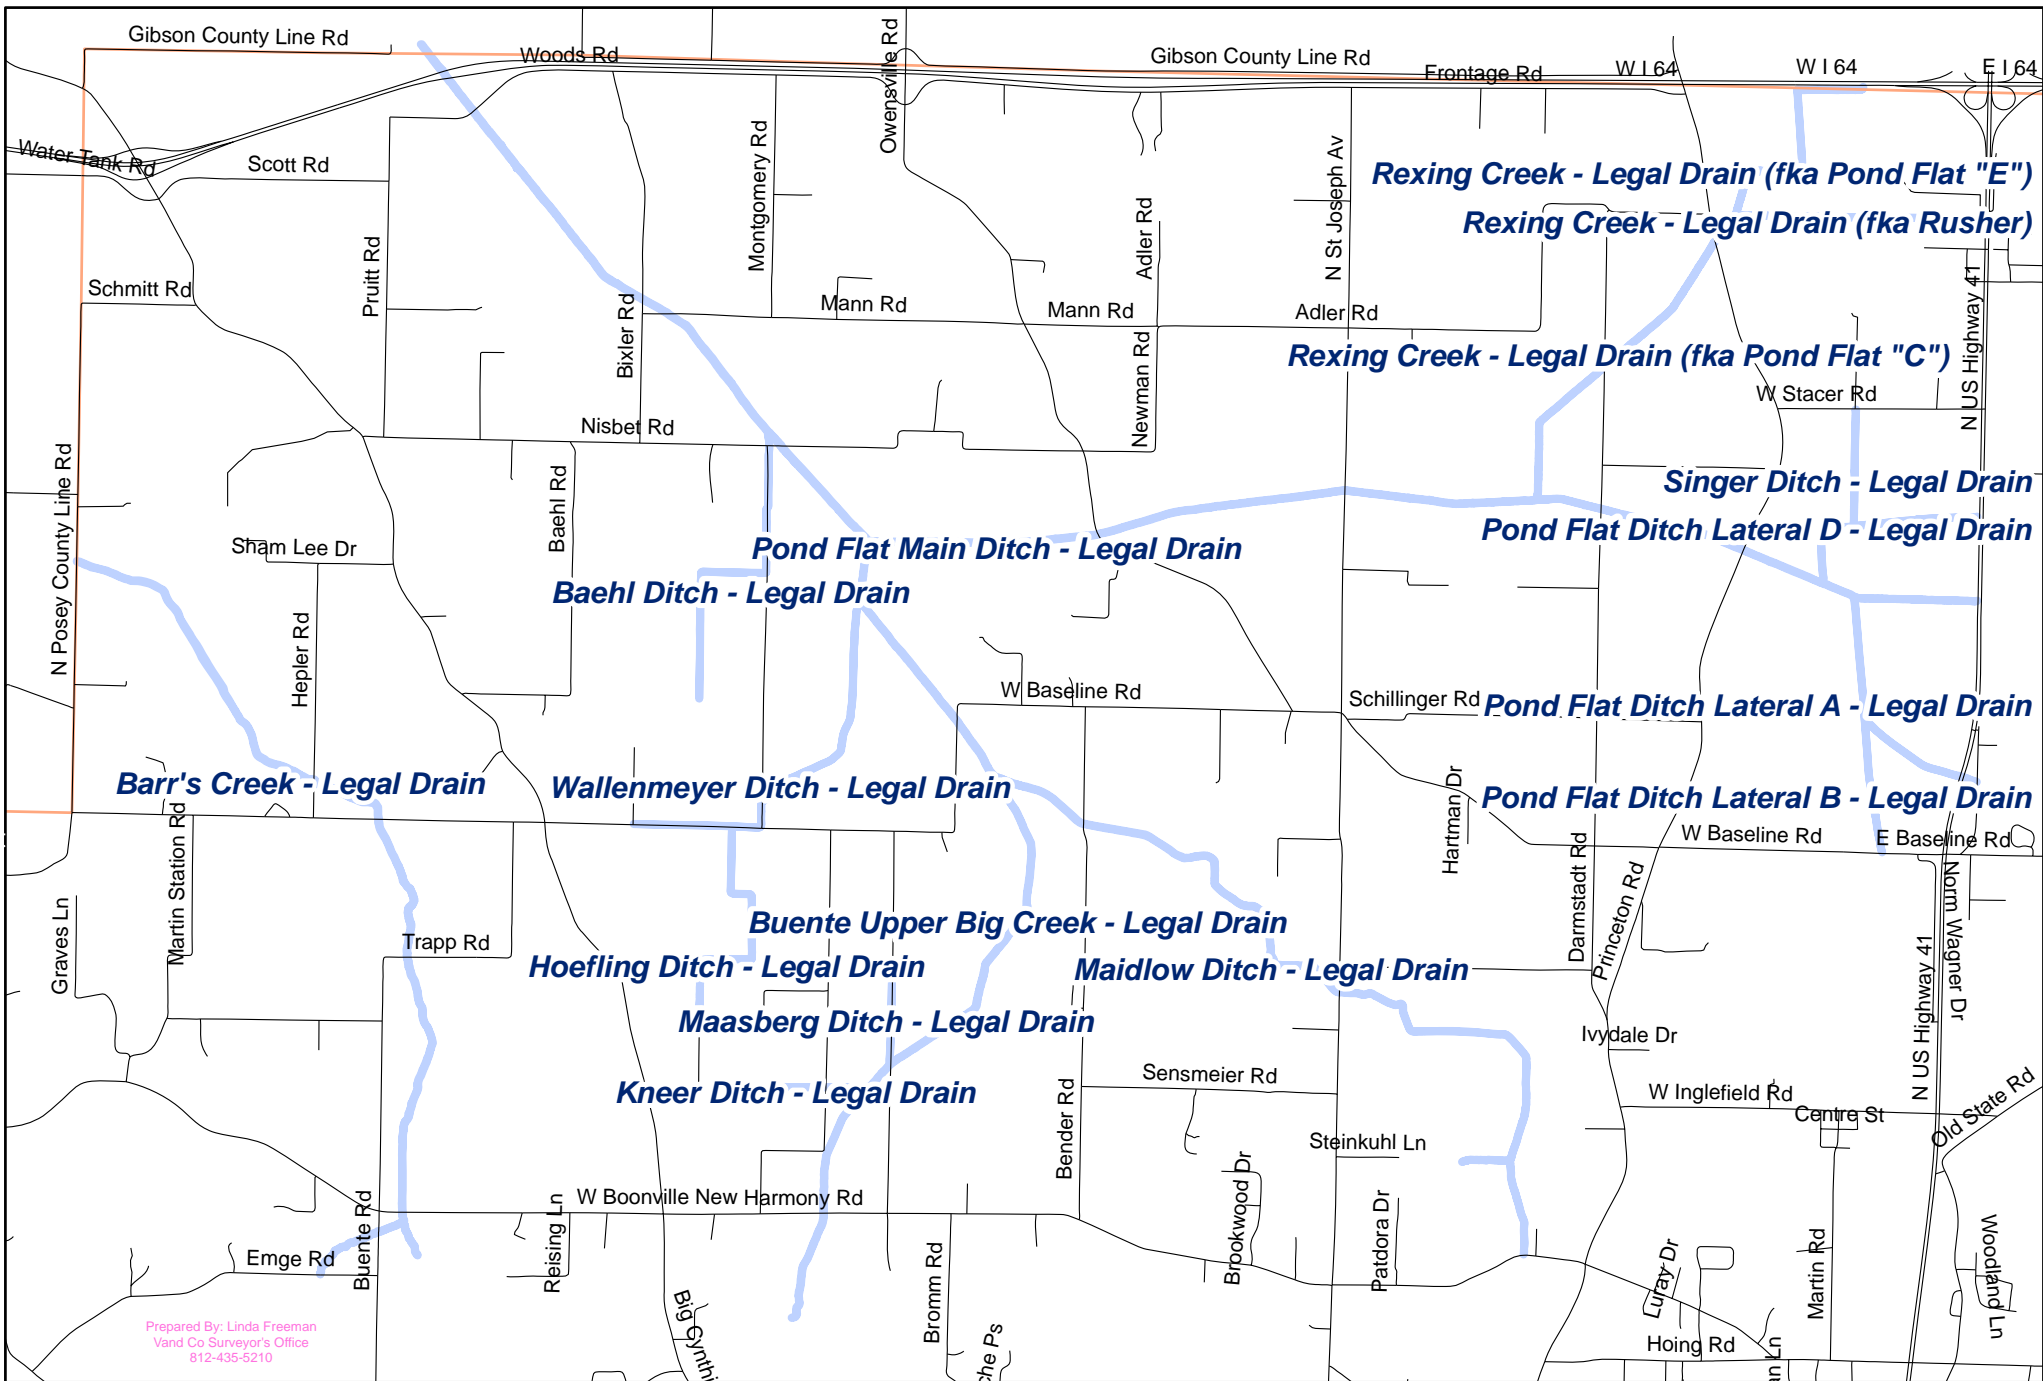 Gibson County Line Rd
Woods Rd
Owensville Rd
Gibson County Line Rd
Frontage Rd
W I 64
W I 64
E I 64
Water Tank Rd
Scott Rd
Montgomery Rd
N St Joseph Av
Rexing Creek - Legal Drain (fka Pond Flat "E")
Rexing Creek - Legal Drain (fka Rusher)
Pruitt Rd
Adler Rd
Schmitt Rd
Bixler Rd
Mann Rd
Mann Rd
Adler Rd
N US Highway 41
Newman Rd
Rexing Creek - Legal Drain (fka Pond Flat "C")
W Stacer Rd
Nisbet Rd
N Posey County Line Rd
Baehl Rd
Singer Ditch - Legal Drain
Sham Lee Dr
Pond Flat Main Ditch - Legal Drain
Pond Flat Ditch Lateral D - Legal Drain
Baehl Ditch - Legal Drain
Hepler Rd
W Baseline Rd
Schillinger Rd
Pond Flat Ditch Lateral A - Legal Drain
Barr's Creek - Legal Drain
Wallenmeyer Ditch - Legal Drain
Hartman Dr
Pond Flat Ditch Lateral B - Legal Drain
W Baseline Rd
E Baseline Rd
Martin Station Rd
Graves Ln
Trapp Rd
Buente Upper Big Creek - Legal Drain
Darmstadt Rd
Princeton Rd
Norm Wagner Dr
Hoefling Ditch - Legal Drain
Maidlow Ditch - Legal Drain
N US Highway 41
Maasberg Ditch - Legal Drain
Ivydale Dr
Kneer Ditch - Legal Drain
Sensmeier Rd
W Inglefield Rd
Centre St
Old State Rd
Bender Rd
Steinkuhl Ln
Buente Rd
Reising Ln
W Boonville New Harmony Rd
Brookwood Dr
Patdora Dr
Emge Rd
Bromm Rd
Luray Dr
Martin Rd
Woodland Ln
Big Cynthi
Prepared By: Linda Freeman
Vand Co Surveyor's Office
812-435-5210
che Ps
Hoing Rd
an Ln